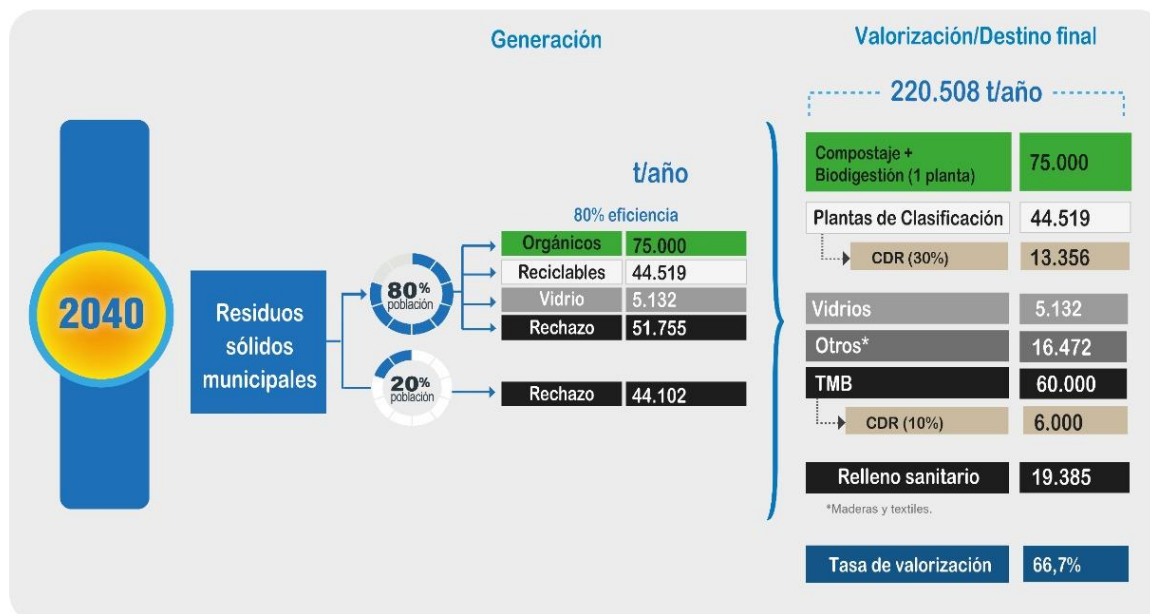 Generación
Valorización/Destino final
220.508 t/año
t/año
80% eficiencia
2040
Residuos
sólidos
municipales
80%
población
Orgánicos 75.000
Reciclables 44.519
Vidrio 5.132
Rechazo 51.755
20%
población
Rechazo 44.102
Compostaje +
Biodigestión (1 planta) 75.000
Plantas de Clasificación 44.519
CDR (30%) 13.356
Vidrios 5.132
Otros* 16.472
TMB 60.000
CDR (10%) 6.000
Relleno sanitario 19.385
*Maderas y textiles.
Tasa de valorización 66,7%